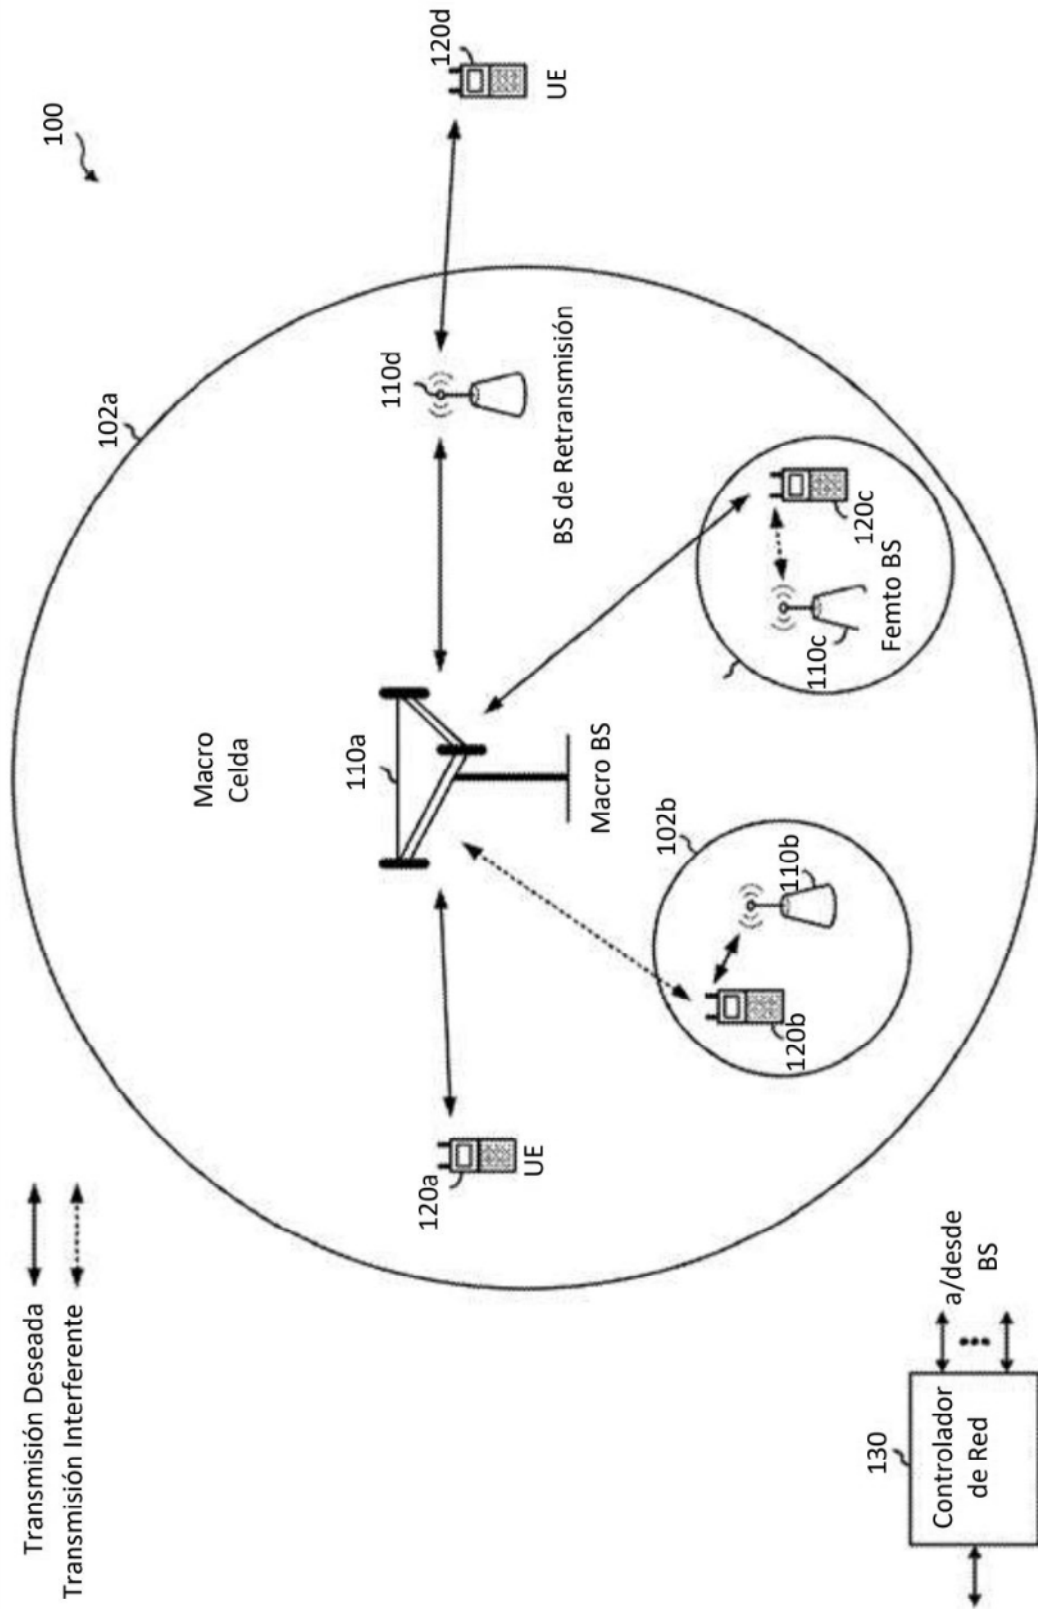 Transmisión Deseada
Transmisión Interferente
100
102a
Macro
Celda
110a
Macro BS
120a
UE
110d
BS de Retransmisión
120d
UE
102b
110b
120b
110c
120c
Femto BS
130
Controlador
de Red
a/desde
BS